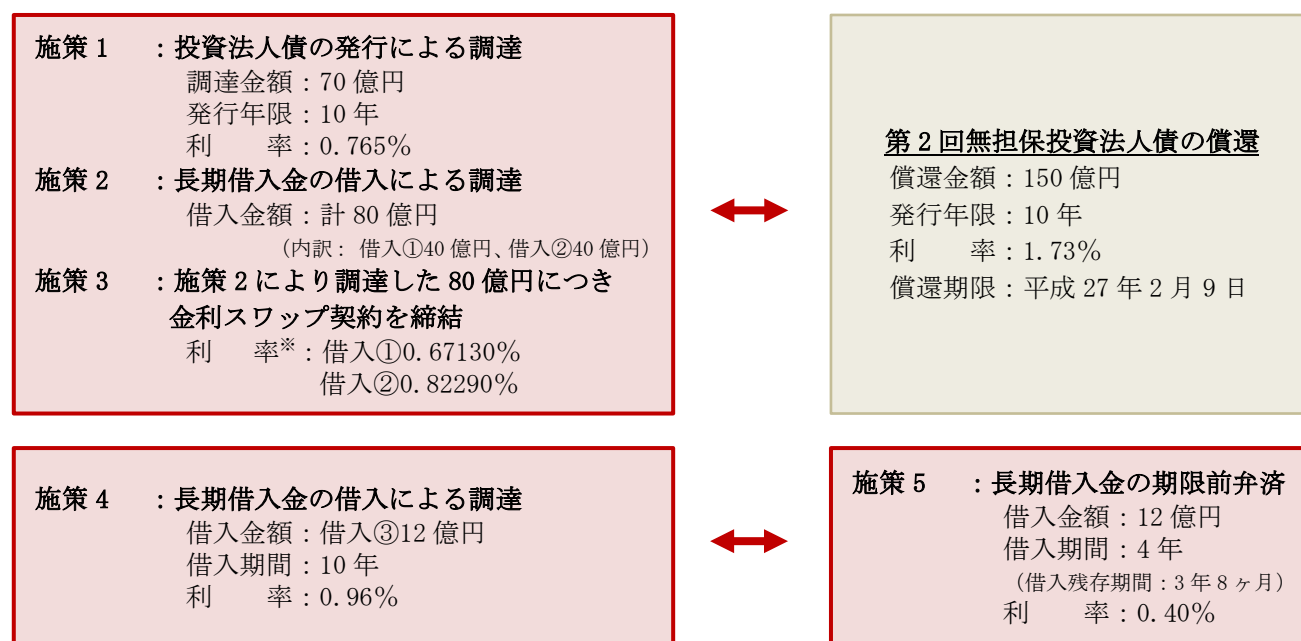 施策 1 ：投資法人債の発行による調達
調達金額：70 億円
発行年限：10 年
利 率：0.765%
施策 2 ：長期借入金の借入による調達
借入金額：計 80 億円
（内訳： 借入①40 億円、借入②40 億円）
施策 3 ：施策 2 により調達した 80 億円につき
金利スワップ契約を締結
利 率※：借入①0.67130%
借入②0.82290%
第 2 回無担保投資法人債の償還
償還金額：150 億円
発行年限：10 年
利 率：1.73%
償還期限：平成 27 年 2 月 9 日
施策 4 ：長期借入金の借入による調達
借入金額：借入③12 億円
借入期間：10 年
利 率：0.96%
施策 5 ：長期借入金の期限前弁済
借入金額：12 億円
借入期間：4 年
（借入残存期間：3 年 8 ヶ月）
利 率：0.40%